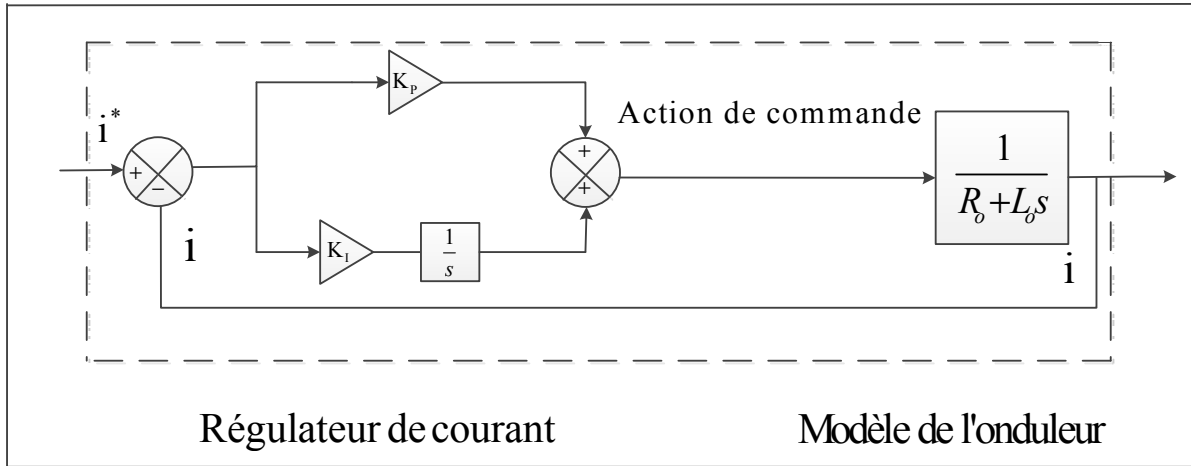 K_P
i*
Action de commande
+
+
+
−
1
R_o+L_os
i
K_I
1
s
i
Régulateur de courant
Modèle de l'onduleur